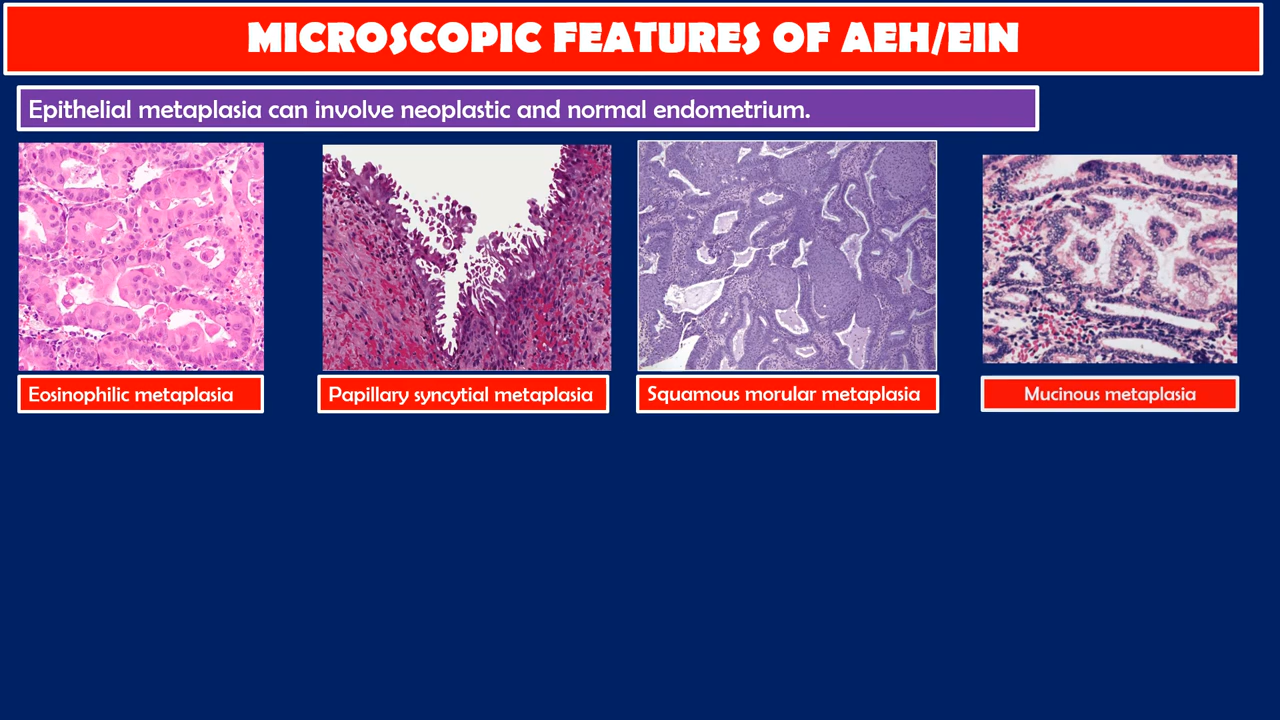 MICROSCOPIC FEATURES OF AEH/EIN
Epithelial metaplasia can involve neoplastic and normal endometrium.
Eosinophilic metaplasia
Papillary syncytial metaplasia
Squamous morular metaplasia
Mucinous metaplasia